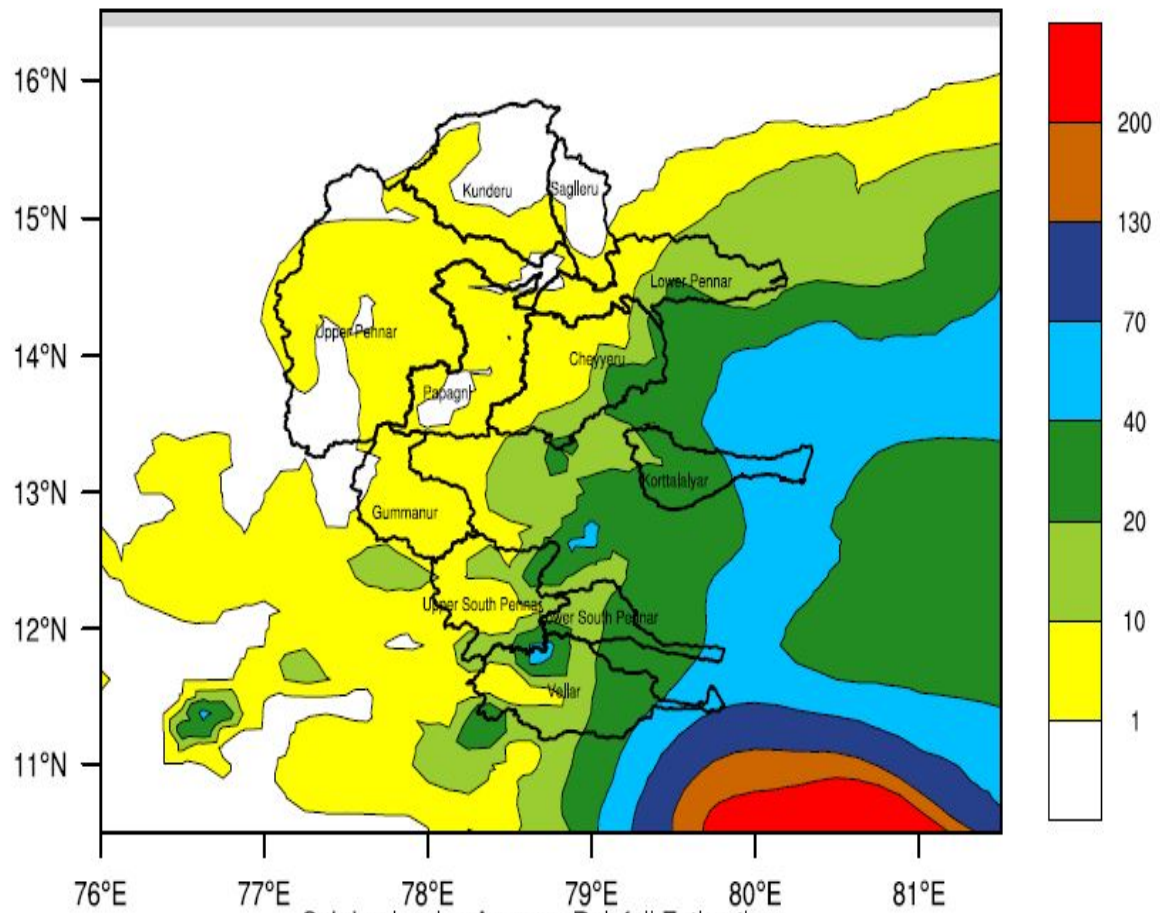 16°N
15°N
14°N
13°N
12°N
11°N
76°E 77°E 78°E 79°E 80°E 81°E
Kunderu
Saglleru
Lower Pennar
Upper Pennar
Cheyyeru
Papagni
Korttalaiyar
Gummanur
Upper South Pennar
Lower South Pennar
Vellar
200
130
70
40
20
10
1